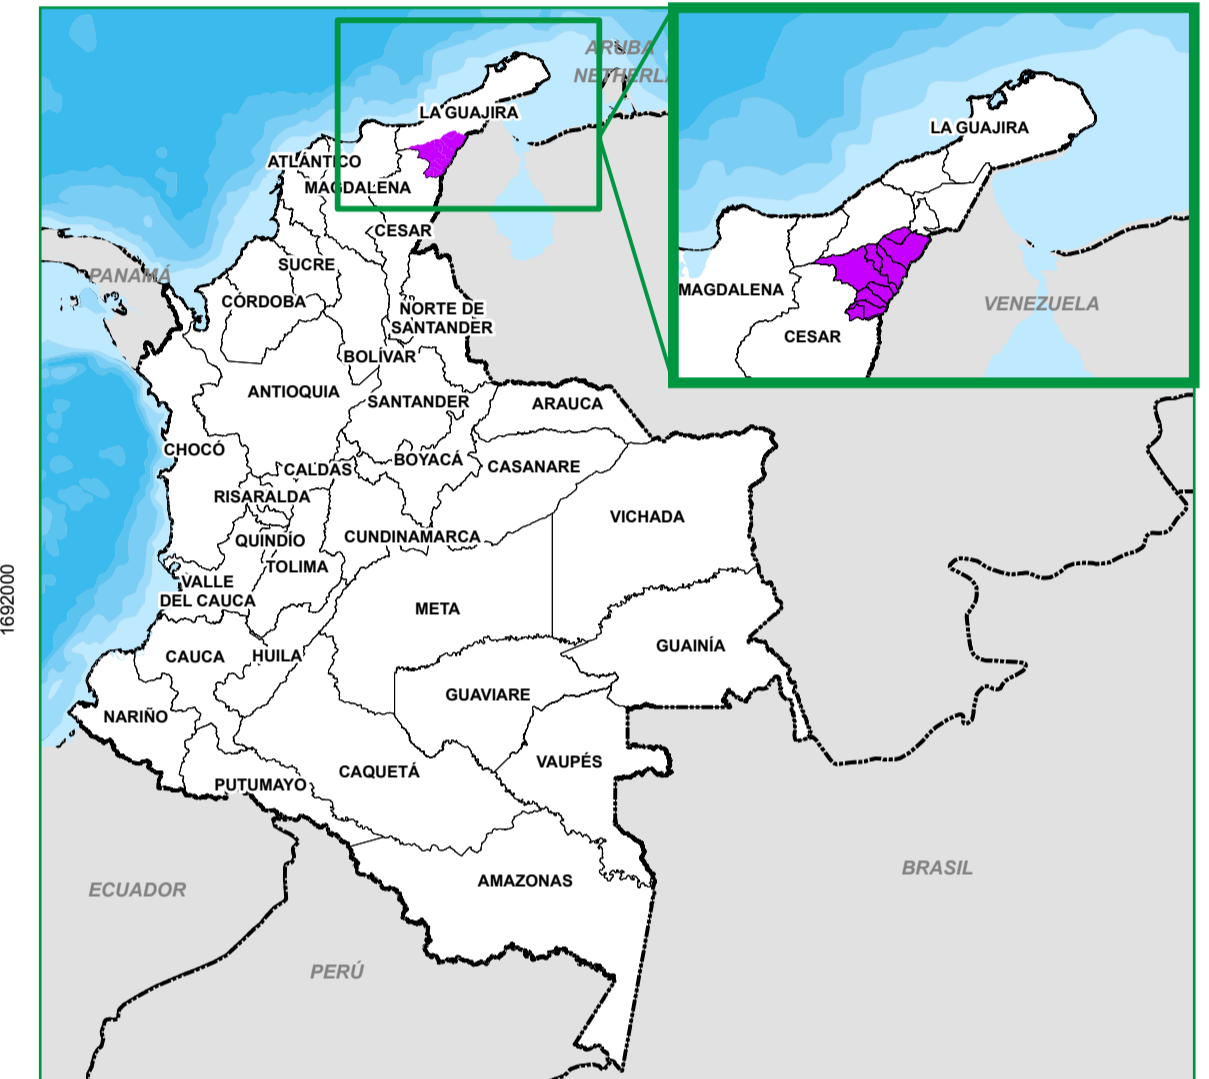 ARUBA
NETHERLA
LA GUAJIRA
ATLÁNTICO
MAGDALENA
CESAR
SUCRE
PANAMÁ
CÓRDOBA
NORTE DE
SANTANDER
BOLÍVAR
ANTIOQUIA
SANTANDER
ARAUCA
CHOCÓ
CALDAS
BOYACÁ
CASANARE
RISARALDA
VICHADA
QUINDÍO
CUNDINAMARCA
TOLIMA
VALLE
DEL CAUCA
META
CAUCA
HUILA
GUAINÍA
GUAVIARE
NARIÑO
VAUPÉS
CAQUETÁ
PUTUMAYO
AMAZONAS
ECUADOR
PERÚ
BRASIL
1692000
LA GUAJIRA
MAGDALENA
VENEZUELA
CESAR